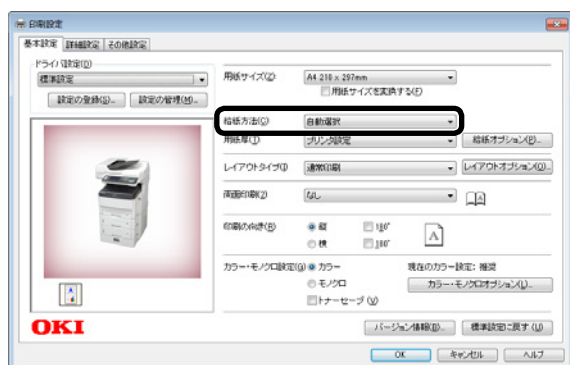 印刷設定
基本設定 詳細設定 その他設定
ドライバ設定(D)
標準設定
設定の登録(S)... 設定の管理(M)...
用紙サイズ(Z): A4 210 x 297mm
用紙サイズを変換する(F)
給紙方法(C) 自動選択
用紙厚(T): プリンタ設定 給紙オプション(P)...
レイアウトタイプ(I) 通常印刷 レイアウトオプション(O)...
両面印刷(2) なし
印刷の向き(R) 縦 180°
横 180°
A
カラー・モノクロ設定(G) カラー 現在のカラー設定: 推奨
モノクロ カラー・モノクロオプション(L)...
トナーセーブ(V)
OKI
バージョン情報(B)... 標準設定に戻す(U)
OK キャンセル ヘルプ